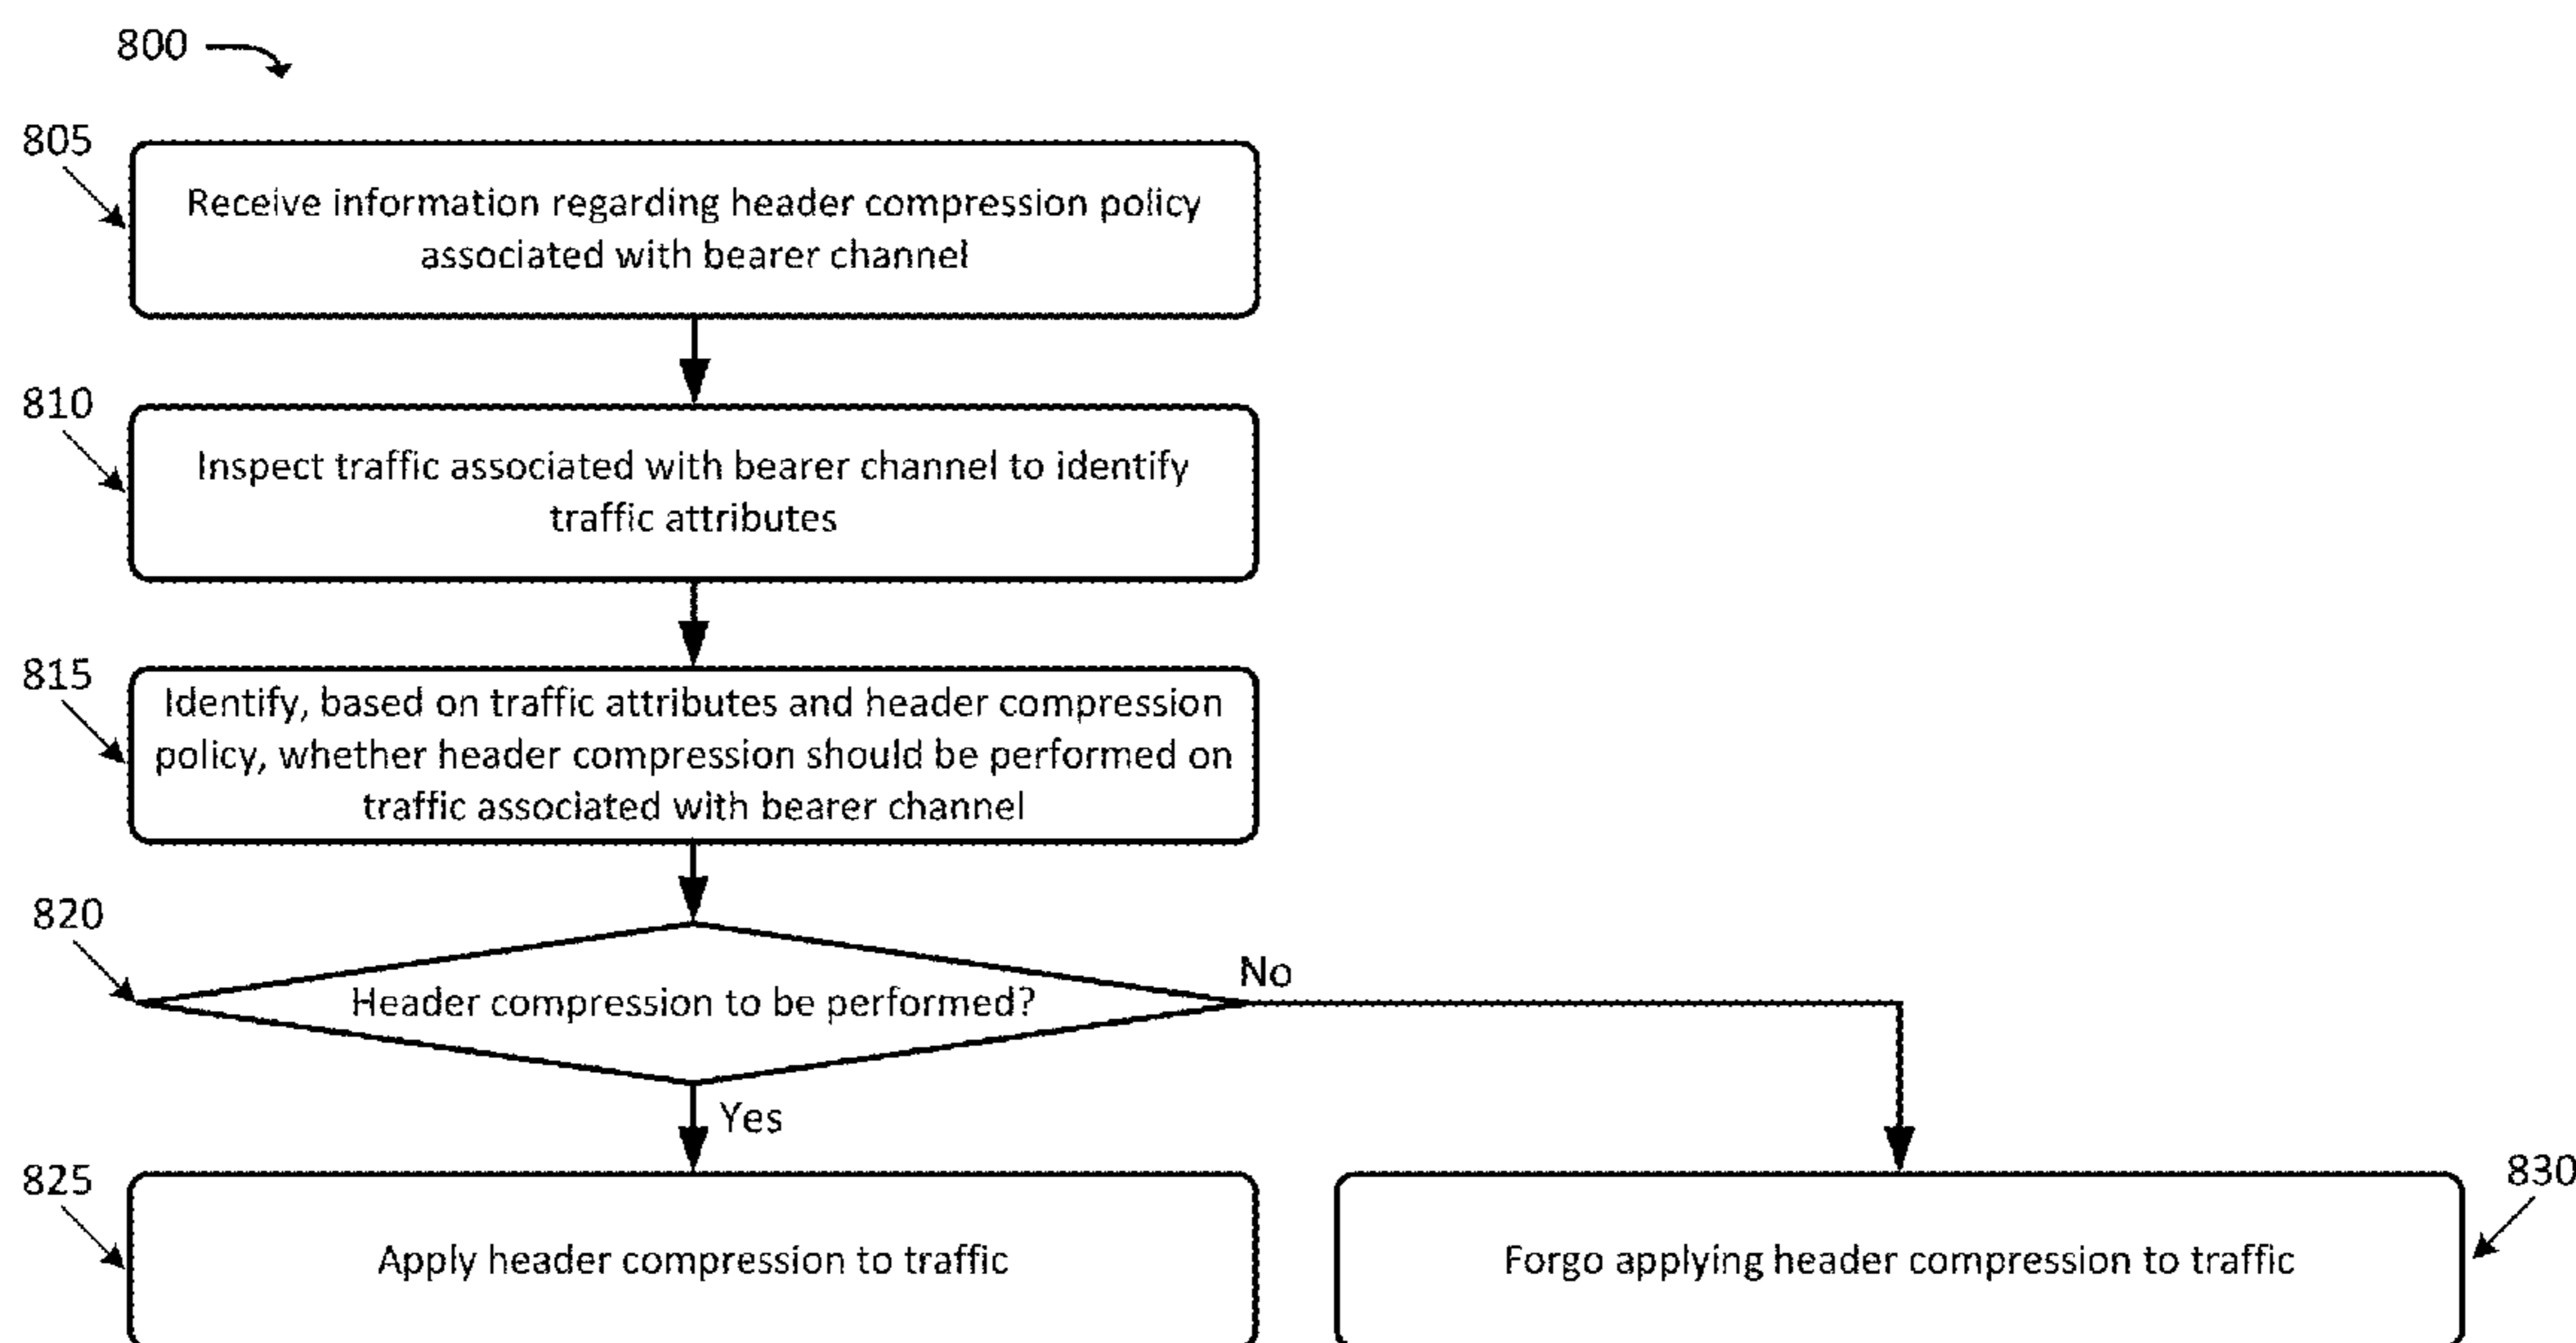 800
805
Receive information regarding header compression policy
associated with bearer channel
810
Inspect traffic associated with bearer channel to identify
traffic attributes
815
Identify, based on traffic attributes and header compression
policy, whether header compression should be performed on
traffic associated with bearer channel
820
Header compression to be performed?
No
Yes
825
Apply header compression to traffic
830
Forgo applying header compression to traffic